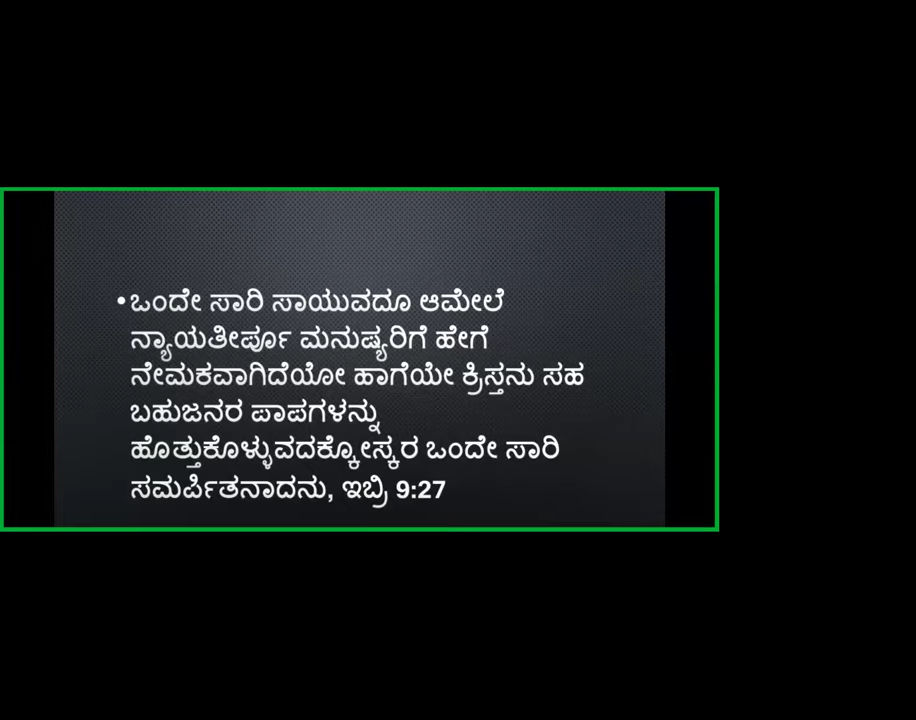 •ಒಂದೇ ಸಾರಿ ಸಾಯುವದೂ ಆಮೇಲೆ
ನ್ಯಾಯತೀರ್ಪೂ ಮನುಷ್ಯರಿಗೆ ಹೇಗೆ
ನೇಮಕವಾಗಿದೆಯೋ ಹಾಗೆಯೇ ಕ್ರಿಸ್ತನು ಸಹ
ಬಹುಜನರ ಪಾಪಗಳನ್ನು
ಹೊತ್ತುಕೊಳ್ಳುವದಕ್ಕೋಸ್ಕರ ಒಂದೇ ಸಾರಿ
ಸಮರ್ಪಿತನಾದನು, ಇಬ್ರಿ 9:27